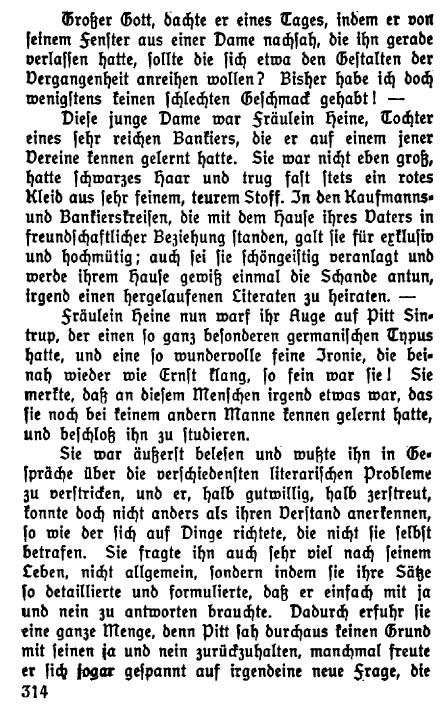 Großer Gott, dachte er eines Tages, indem er von
seinem Fenster aus einer Dame nachsah, die ihn gerade
verlassen hatte, sollte die sich etwa den Gestalten der
Vergangenheit anreihen wollen? Bisher habe ich doch
wenigstens keinen schlechten Geschmack gehabt! —
Diese junge Dame war Fräulein Heine, Tochter
eines sehr reichen Bankiers, die er auf einem jener
Vereine kennen gelernt hatte. Sie war nicht eben groß,
hatte schwarzes Haar und trug fast stets ein rotes
Kleid aus sehr feinem, teurem Stoff. In den Kaufmanns-
und Bankierskreisen, die mit dem Hause ihres Vaters in
freundschaftlicher Beziehung standen, galt sie für exklusiv
und hochmütig; auch sei sie schöngeistig veranlagt und
werde ihrem Hause gewiß einmal die Schande antun,
irgend einen hergelaufenen Literaten zu heiraten. —
Fräulein Heine nun warf ihr Auge auf Pitt Sin-
trup, der einen so ganz besonderen germanischen Typus
hatte, und eine so wundervolle feine Ironie, die bei-
nah wieder wie Ernst klang, so fein war sie! Sie
merkte, daß an diesem Menschen irgend etwas war, das
sie noch bei keinem andern Manne kennen gelernt hatte,
und beschloß ihn zu studieren.
Sie war äußerst belesen und wußte ihn in Ge-
spräche über die verschiedensten literarischen Probleme
zu verstricken, und er, halb gutwillig, halb zerstreut,
konnte doch nicht anders als ihren Verstand anerkennen,
so wie der sich auf Dinge richtete, die nicht sie selbst
betrafen. Sie fragte ihn auch sehr viel nach seinem
Leben, nicht allgemein, sondern indem sie ihre Sätze
so detaillierte und formulierte, daß er einfach mit ja
und nein zu antworten brauchte. Dadurch erfuhr sie
eine ganze Menge, denn Pitt sah durchaus keinen Grund
mit seinen ja und nein zurückzuhalten, manchmal freute
er sich sogar gespannt auf irgendeine neue Frage, die
314